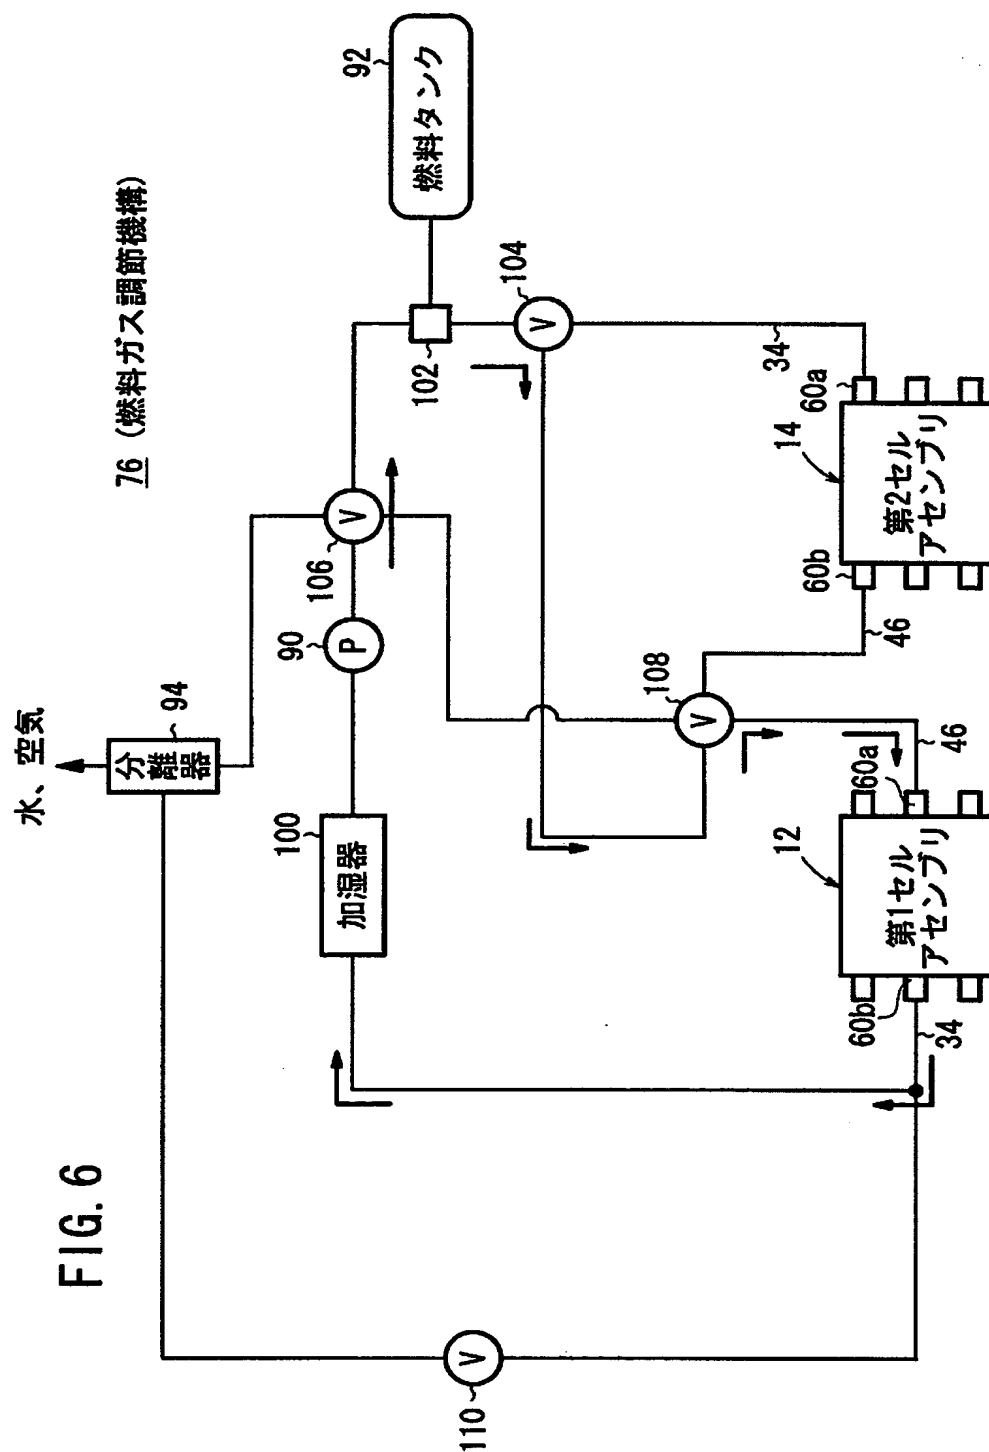 FIG. 6
76 (燃料ガス調節機構)
水、空気
分離器
94
燃料タンク
92
102
104
V
106
V
90
P
100
加湿器
108
V
110
V
34
46
46
34
60a
60b
14
第2セル
アセンブリ
60a
60b
12
第1セル
アセンブリ